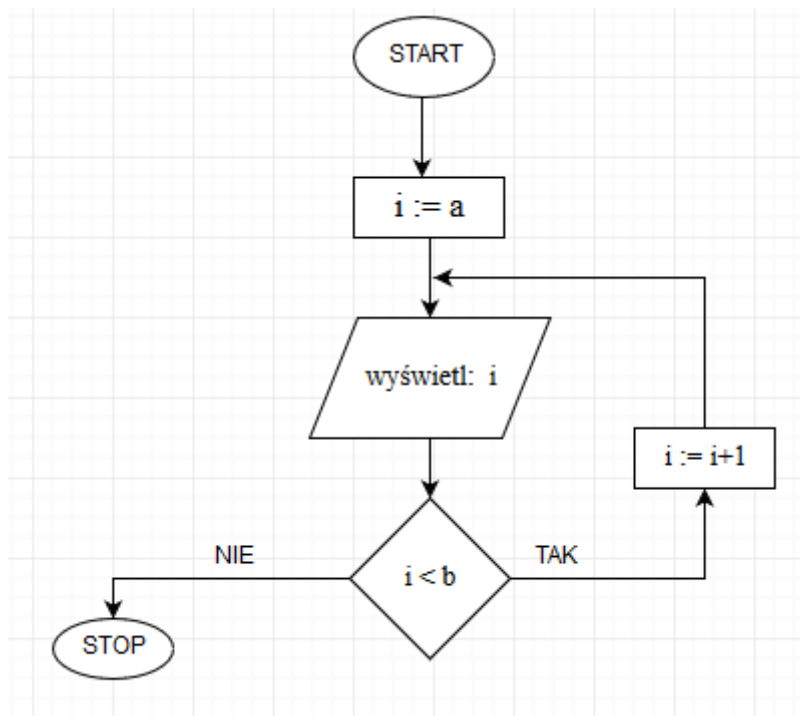 START
i := a
wyświetl: i
i := i+1
NIE
i < b
TAK
STOP